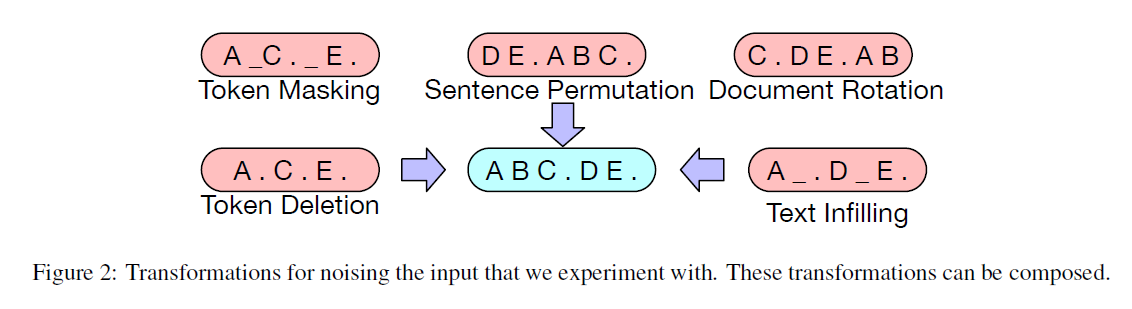 A _C . _ E .
D E . A B C .
C . D E . A B
Token Masking
Sentence Permutation
Document Rotation
A . C . E .
A B C . D E .
A _ . D _ E .
Token Deletion
Text Infilling
Figure 2: Transformations for noising the input that we experiment with. These transformations can be composed.